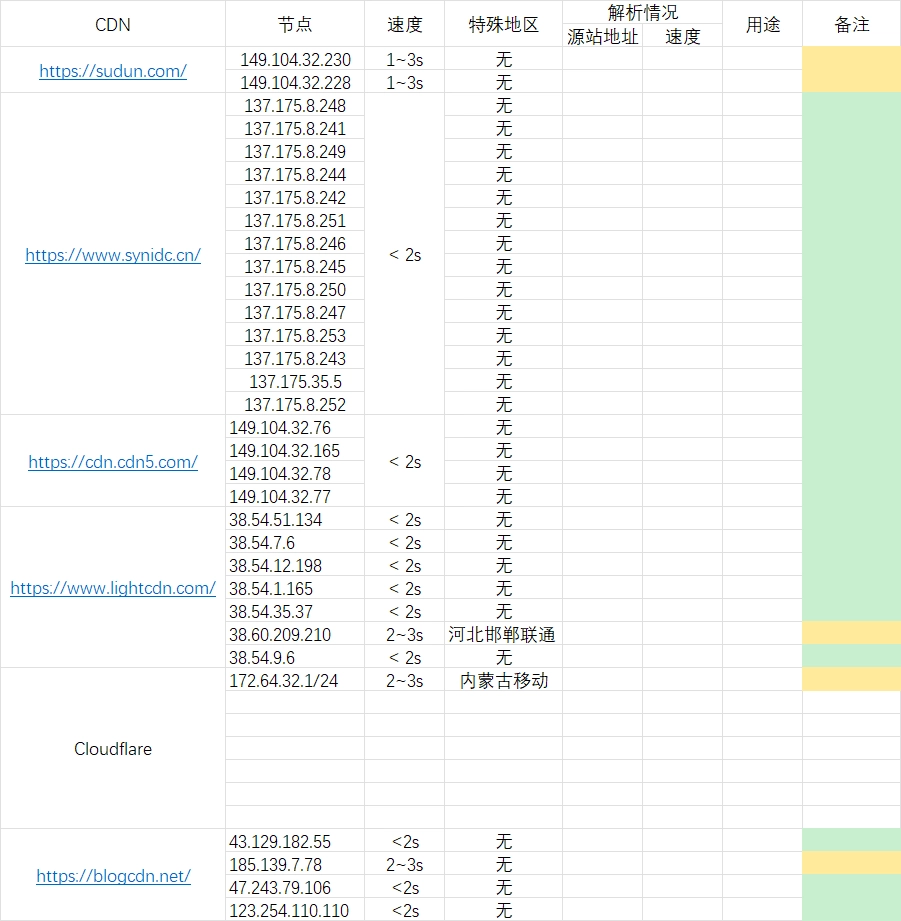 CDN 节点 速度 特殊地区 解析情况 用途 备注
源站地址 速度
https://sudun.com/
149.104.32.230 1~3s 无
149.104.32.228 1~3s 无
https://www.synidc.cn/
< 2s
137.175.8.248 无
137.175.8.241 无
137.175.8.249 无
137.175.8.244 无
137.175.8.242 无
137.175.8.251 无
137.175.8.246 无
137.175.8.245 无
137.175.8.250 无
137.175.8.247 无
137.175.8.253 无
137.175.8.243 无
137.175.35.5 无
137.175.8.252 无
https://cdn.cdn5.com/
< 2s
149.104.32.76 无
149.104.32.165 无
149.104.32.78 无
149.104.32.77 无
https://www.lightcdn.com/
38.54.51.134 < 2s 无
38.54.7.6 < 2s 无
38.54.12.198 < 2s 无
38.54.1.165 < 2s 无
38.54.35.37 < 2s 无
38.60.209.210 2~3s 河北邯郸联通
38.54.9.6 < 2s 无
Cloudflare
172.64.32.1/24 2~3s 内蒙古移动
https://blogcdn.net/
43.129.182.55 <2s 无
185.139.7.78 2~3s 无
47.243.79.106 <2s 无
123.254.110.110 <2s 无